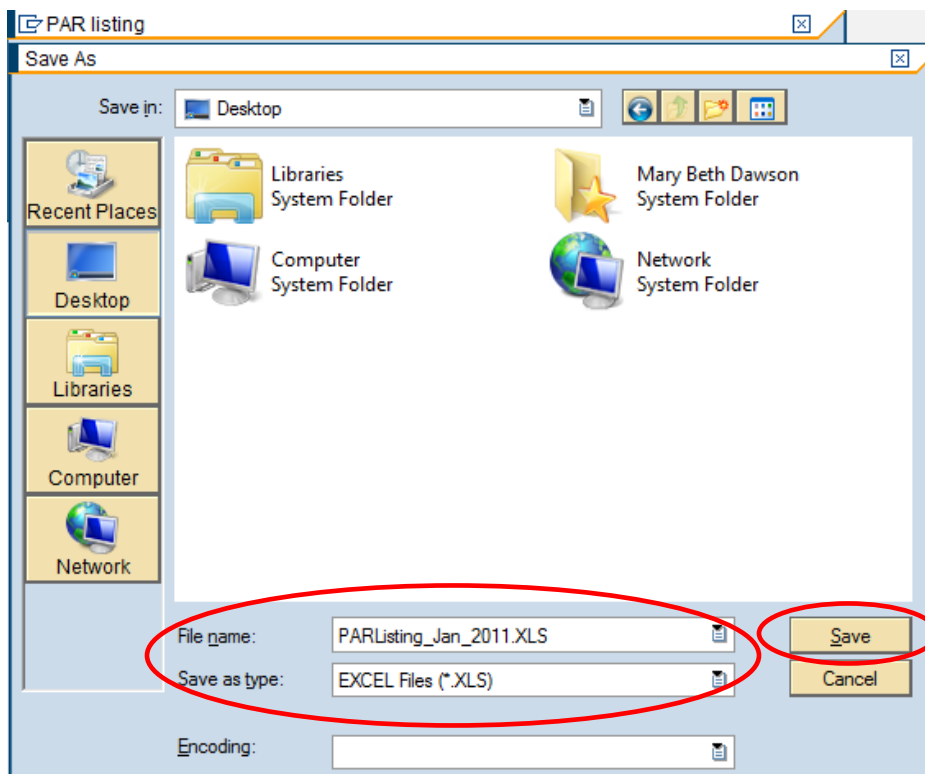 PAR listing
Save As
Save in:
Desktop
Recent Places
Desktop
Libraries
Computer
Network
Libraries
System Folder
Mary Beth Dawson
System Folder
Computer
System Folder
Network
System Folder
File name:
PARListing_Jan_2011.XLS
Save
Save as type:
EXCEL Files (*.XLS)
Cancel
Encoding: